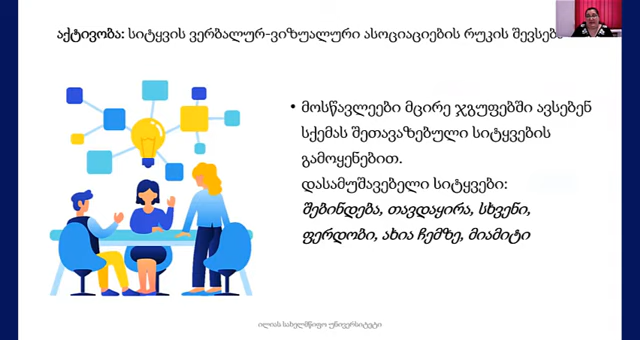 აქტივობა: სიტყვის ვერბალურ-ვიზუალური ასოციაციების რუკის შევსება
• მოსწავლეები მცირე ჯგუფებში ავსებენ
სქემას შეთავაზებული სიტყვების
გამოყენებით.
დასამუშავებელი სიტყვები:
შებინდება, თავდაყირა, სხვენი,
ფერდობი, ახია ჩემზე, მიამიტი
ილიას სახელმწიფო უნივერსიტეტი